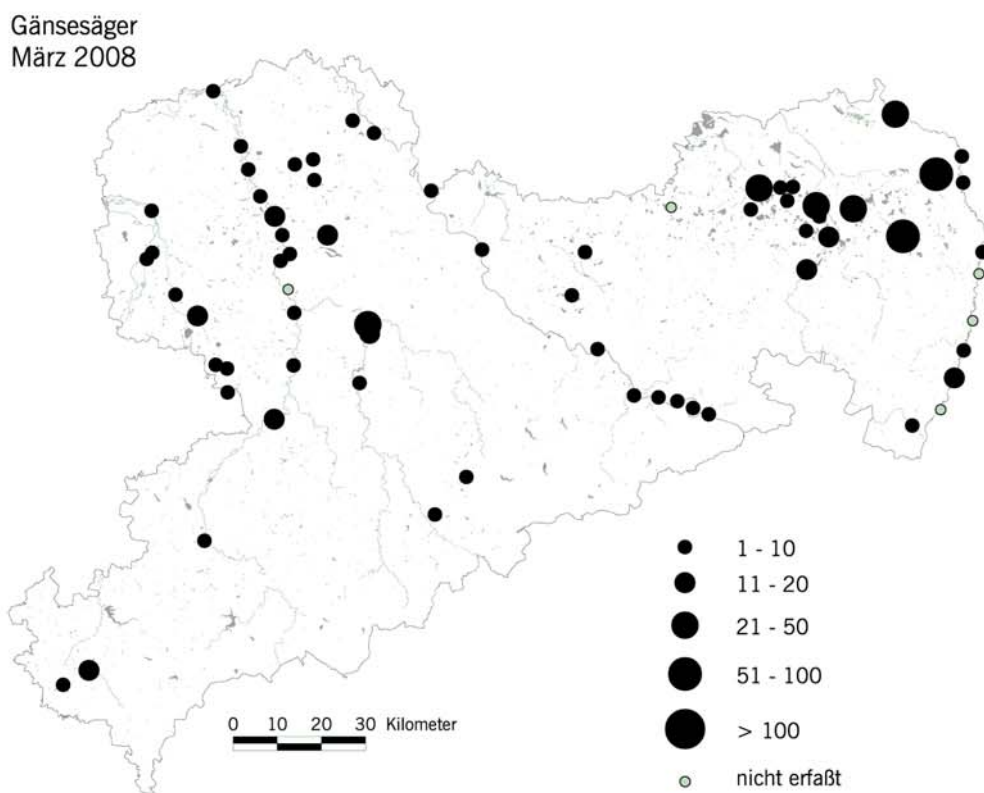 Gänsesäger
März 2008
1 - 10
11 - 20
21 - 50
51 - 100
> 100
nicht erfaßt
0 10 20 30 Kilometer